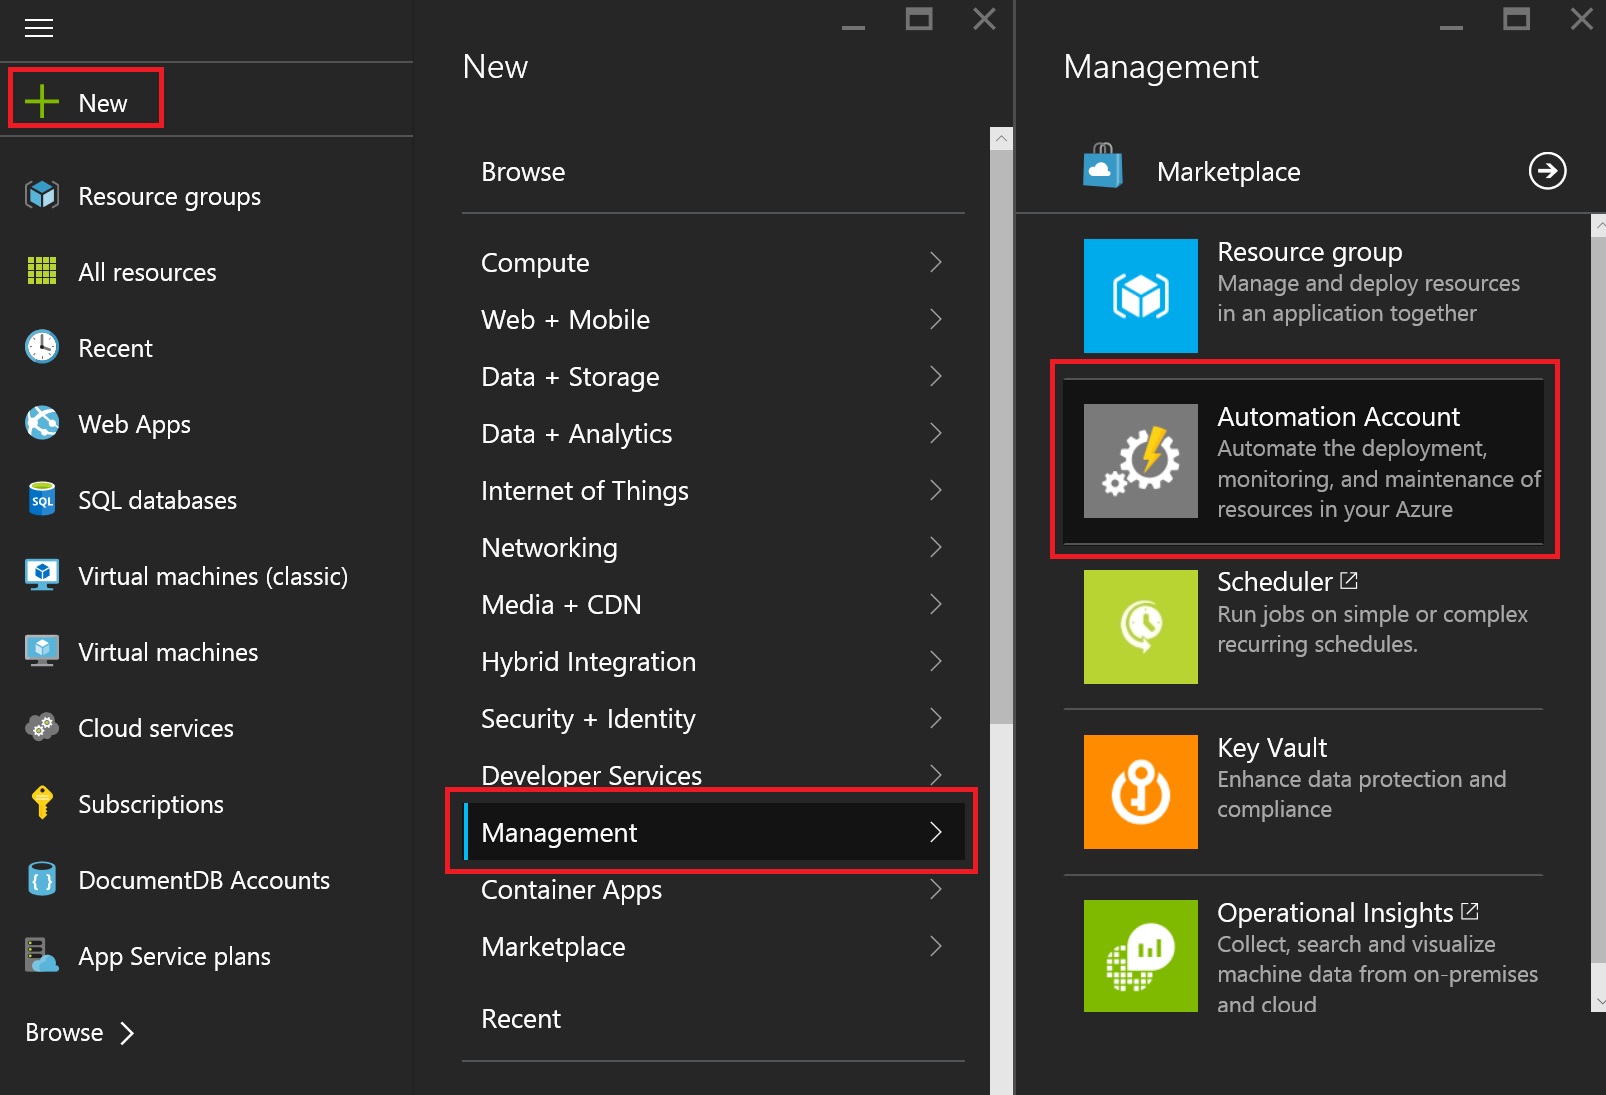 New
Resource groups
All resources
Recent
Web Apps
SQL
SQL databases
Virtual machines (classic)
Virtual machines
Cloud services
Subscriptions
DocumentDB Accounts
App Service plans
Browse
New
Browse
Compute
Web + Mobile
Data + Storage
Data + Analytics
Internet of Things
Networking
Media + CDN
Hybrid Integration
Security + Identity
Developer Services
Management
Container Apps
Marketplace
Recent
Management
Marketplace
Resource group
Manage and deploy resources
in an application together
Automation Account
Automate the deployment,
monitoring, and maintenance of
resources in your Azure
Scheduler
Run jobs on simple or complex
recurring schedules.
Key Vault
Enhance data protection and
compliance
Operational Insights
Collect, search and visualize
machine data from on-premises
and cloud